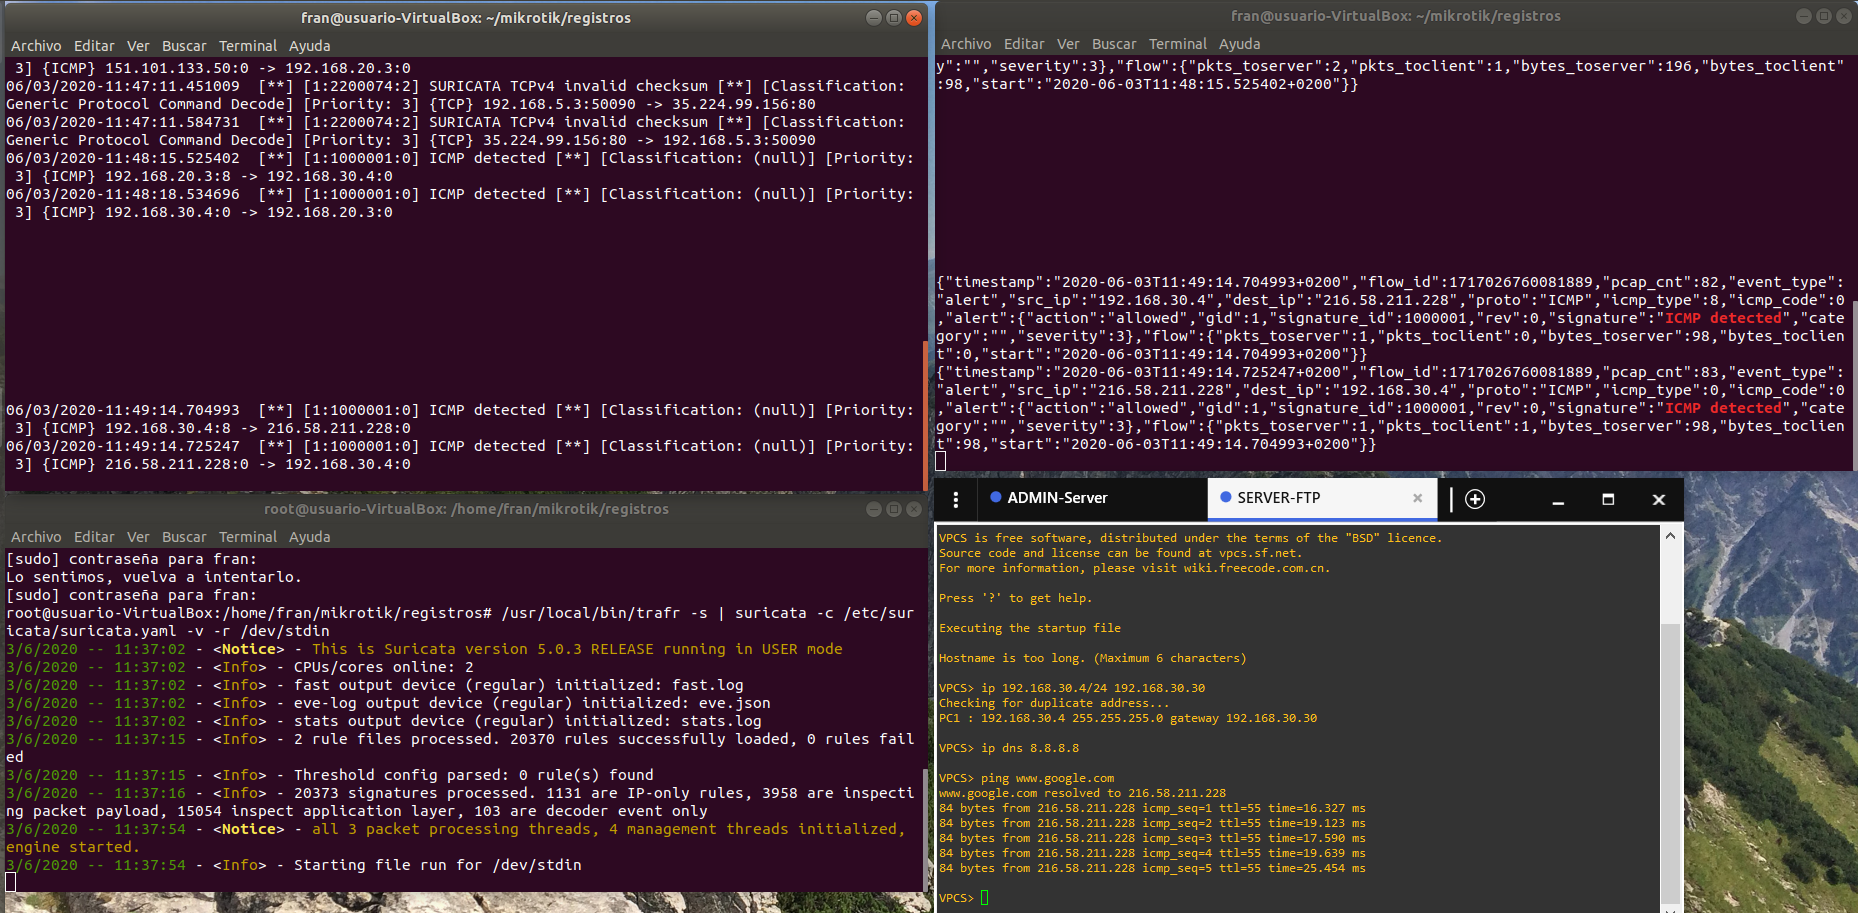 fran@usuario-VirtualBox: ~/mikrotik/registros
Archivo Editar Ver Buscar Terminal Ayuda
 3] {ICMP} 151.101.133.50:0 -> 192.168.20.3:0
06/03/2020-11:47:11.451009  [**] [1:2200074:2] SURICATA TCPv4 invalid checksum [**] [Classification:
Generic Protocol Command Decode] [Priority: 3] {TCP} 192.168.5.3:50090 -> 35.224.99.156:80
06/03/2020-11:47:11.584731  [**] [1:2200074:2] SURICATA TCPv4 invalid checksum [**] [Classification:
Generic Protocol Command Decode] [Priority: 3] {TCP} 35.224.99.156:80 -> 192.168.5.3:50090
06/03/2020-11:48:15.525402  [**] [1:1000001:0] ICMP detected [**] [Classification: (null)] [Priority:
 3] {ICMP} 192.168.20.3:8 -> 192.168.30.4:0
06/03/2020-11:48:18.534696  [**] [1:1000001:0] ICMP detected [**] [Classification: (null)] [Priority:
 3] {ICMP} 192.168.30.4:0 -> 192.168.20.3:0
06/03/2020-11:49:14.704993  [**] [1:1000001:0] ICMP detected [**] [Classification: (null)] [Priority:
 3] {ICMP} 192.168.30.4:8 -> 216.58.211.228:0
06/03/2020-11:49:14.725247  [**] [1:1000001:0] ICMP detected [**] [Classification: (null)] [Priority:
 3] {ICMP} 216.58.211.228:0 -> 192.168.30.4:0
fran@usuario-VirtualBox: ~/mikrotik/registros
Archivo Editar Ver Buscar Terminal Ayuda
y":"","severity":3},"flow":{"pkts_toserver":2,"pkts_toclient":1,"bytes_toserver":196,"bytes_toclient"
:98,"start":"2020-06-03T11:48:15.525402+0200"}}
{"timestamp":"2020-06-03T11:49:14.704993+0200","flow_id":1717026760081889,"pcap_cnt":82,"event_type":
"alert","src_ip":"192.168.30.4","dest_ip":"216.58.211.228","proto":"ICMP","icmp_type":8,"icmp_code":0
,"alert":{"action":"allowed","gid":1,"signature_id":1000001,"rev":0,"signature":"ICMP detected","cate
gory":"","severity":3},"flow":{"pkts_toserver":1,"pkts_toclient":0,"bytes_toserver":98,"bytes_toclien
t":0,"start":"2020-06-03T11:49:14.704993+0200"}}
{"timestamp":"2020-06-03T11:49:14.725247+0200","flow_id":1717026760081889,"pcap_cnt":83,"event_type":
"alert","src_ip":"216.58.211.228","dest_ip":"192.168.30.4","proto":"ICMP","icmp_type":0,"icmp_code":0
,"alert":{"action":"allowed","gid":1,"signature_id":1000001,"rev":0,"signature":"ICMP detected","cate
gory":"","severity":3},"flow":{"pkts_toserver":1,"pkts_toclient":1,"bytes_toserver":98,"bytes_toclien
t":98,"start":"2020-06-03T11:49:14.704993+0200"}}
root@usuario-VirtualBox: /home/fran/mikrotik/registros
Archivo Editar Ver Buscar Terminal Ayuda
[sudo] contraseña para fran:
Lo sentimos, vuelva a intentarlo.
[sudo] contraseña para fran:
root@usuario-VirtualBox:/home/fran/mikrotik/registros# /usr/local/bin/trafr -s | suricata -c /etc/sur
icata/suricata.yaml -v -r /dev/stdin
3/6/2020 -- 11:37:02 - <Notice> - This is Suricata version 5.0.3 RELEASE running in USER mode
3/6/2020 -- 11:37:02 - <Info> - CPUs/cores online: 2
3/6/2020 -- 11:37:02 - <Info> - fast output device (regular) initialized: fast.log
3/6/2020 -- 11:37:02 - <Info> - eve-log output device (regular) initialized: eve.json
3/6/2020 -- 11:37:02 - <Info> - stats output device (regular) initialized: stats.log
3/6/2020 -- 11:37:15 - <Info> - 2 rule files processed. 20370 rules successfully loaded, 0 rules fail
ed
3/6/2020 -- 11:37:15 - <Info> - Threshold config parsed: 0 rule(s) found
3/6/2020 -- 11:37:16 - <Info> - 20373 signatures processed. 1131 are IP-only rules, 3958 are inspecti
ng packet payload, 15054 inspect application layer, 103 are decoder event only
3/6/2020 -- 11:37:54 - <Notice> - all 3 packet processing threads, 4 management threads initialized,
engine started.
3/6/2020 -- 11:37:54 - <Info> - Starting file run for /dev/stdin
ADMIN-Server
SERVER-FTP
VPCS is free software, distributed under the terms of the "BSD" licence.
Source code and license can be found at vpcs.sf.net.
For more information, please visit wiki.freecode.com.cn.
Press '?' to get help.
Executing the startup file
Hostname is too long. (Maximum 6 characters)
VPCS> ip 192.168.30.4/24 192.168.30.30
Checking for duplicate address...
PC1 : 192.168.30.4 255.255.255.0 gateway 192.168.30.30
VPCS> ip dns 8.8.8.8
VPCS> ping www.google.com
www.google.com resolved to 216.58.211.228
84 bytes from 216.58.211.228 icmp_seq=1 ttl=55 time=16.327 ms
84 bytes from 216.58.211.228 icmp_seq=2 ttl=55 time=19.123 ms
84 bytes from 216.58.211.228 icmp_seq=3 ttl=55 time=17.590 ms
84 bytes from 216.58.211.228 icmp_seq=4 ttl=55 time=19.639 ms
84 bytes from 216.58.211.228 icmp_seq=5 ttl=55 time=25.454 ms
VPCS>